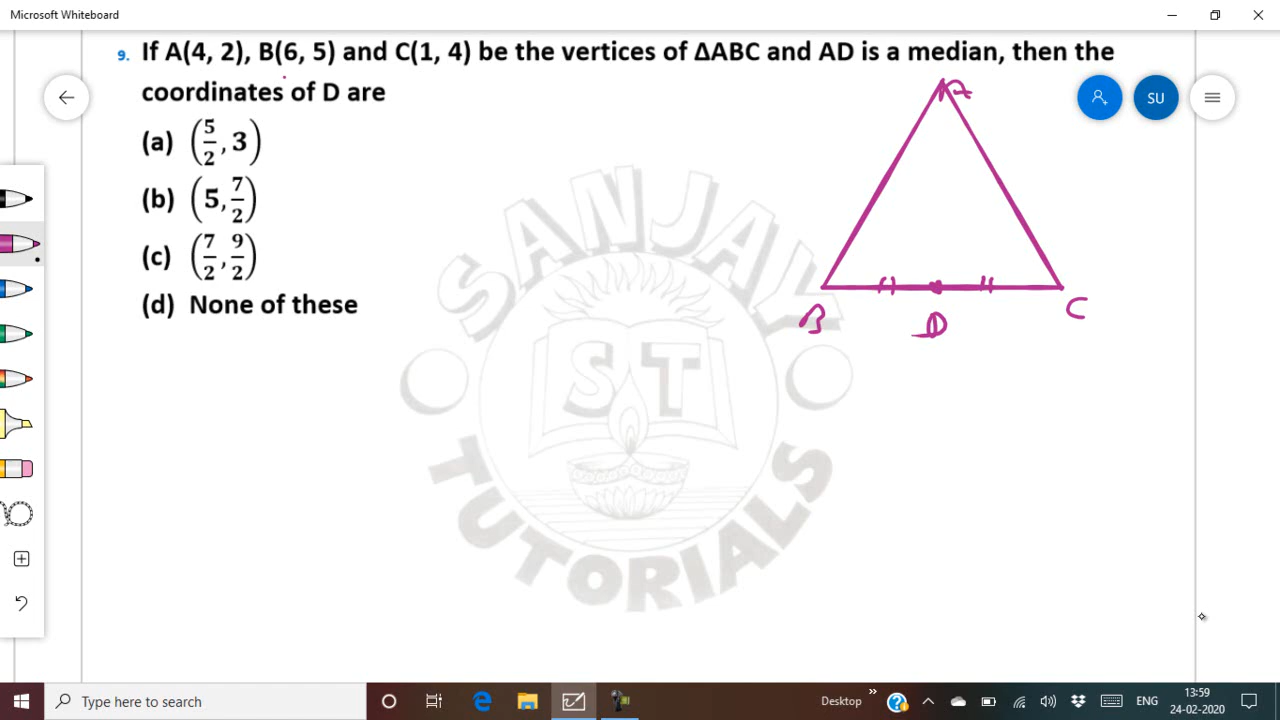 Microsoft Whiteboard
9. If A(4, 2), B(6, 5) and C(1, 4) be the vertices of ΔABC and AD is a median, then the
coordinates of D are
(a) (5/2, 3)
(b) (5, 7/2)
(c) (7/2, 9/2)
(d) None of these
A
B
D
C
SU
SANJAY
ST
TUTORIALS
Type here to search
Desktop
ENG
13:59
24-02-2020